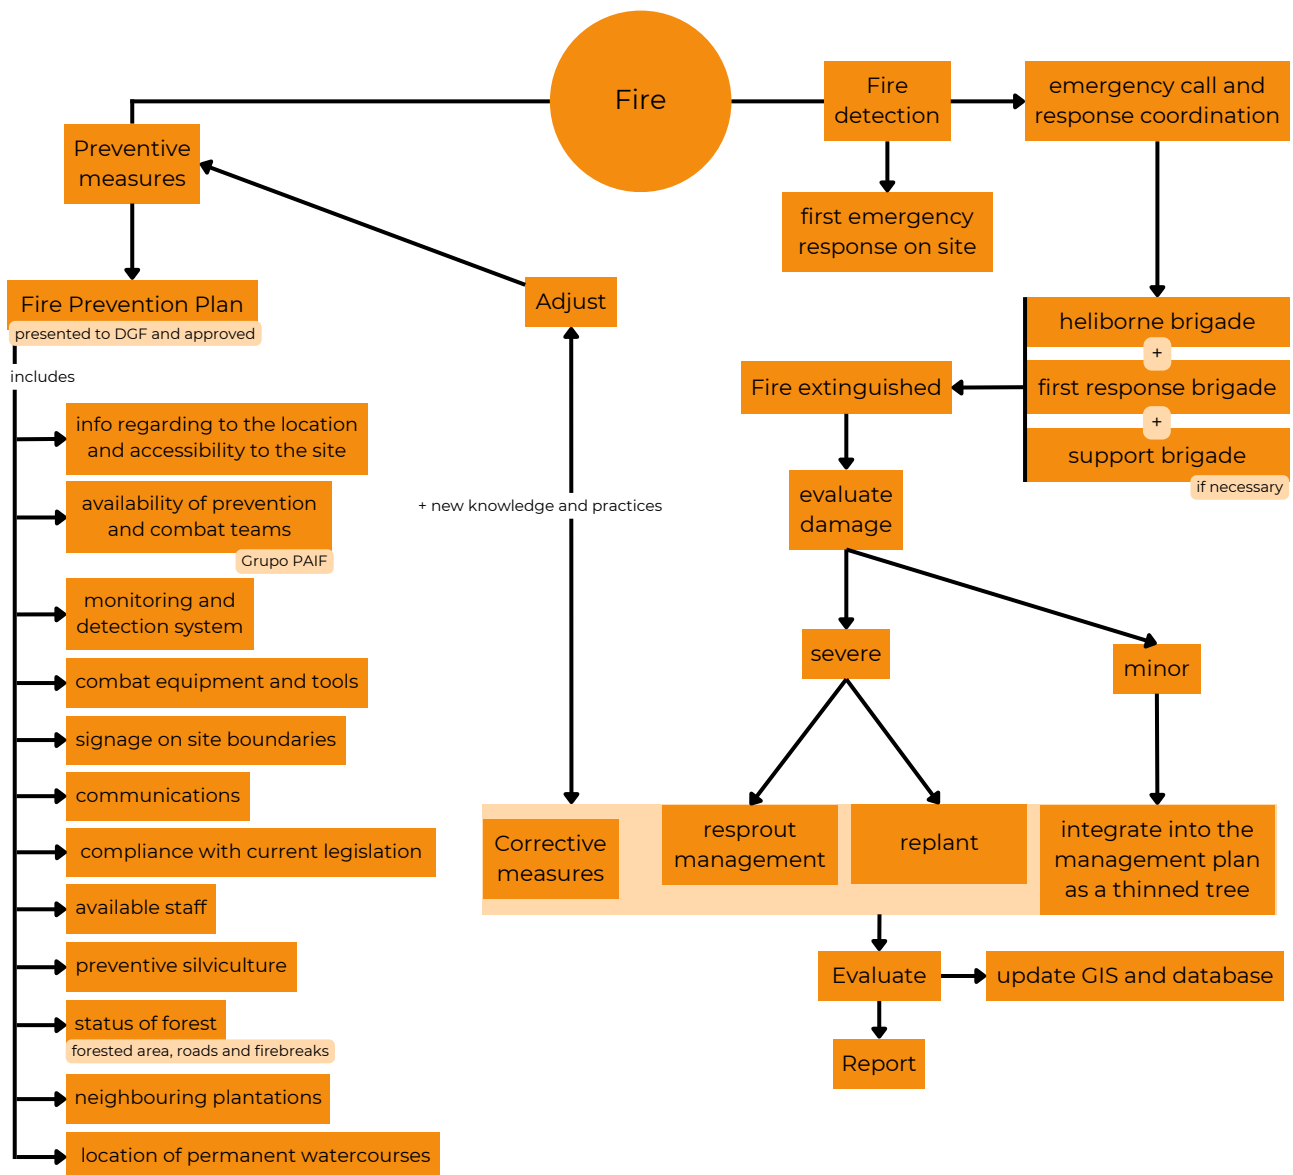 Fire
Fire
detection
emergency call and
response coordination
Preventive
measures
first emergency
response on site
Fire Prevention Plan
presented to DGF and approved
includes
info regarding to the location
and accessibility to the site
availability of prevention
and combat teams
Grupo PAIF
monitoring and
detection system
combat equipment and tools
signage on site boundaries
communications
compliance with current legislation
available staff
preventive silviculture
status of forest
forested area, roads and firebreaks
neighbouring plantations
location of permanent watercourses
Adjust
+ new knowledge and practices
heliborne brigade
+
first response brigade
+
support brigade
if necessary
Fire extinguished
evaluate
damage
severe
minor
Corrective
measures
resprout
management
replant
integrate into the
management plan
as a thinned tree
Evaluate
update GIS and database
Report